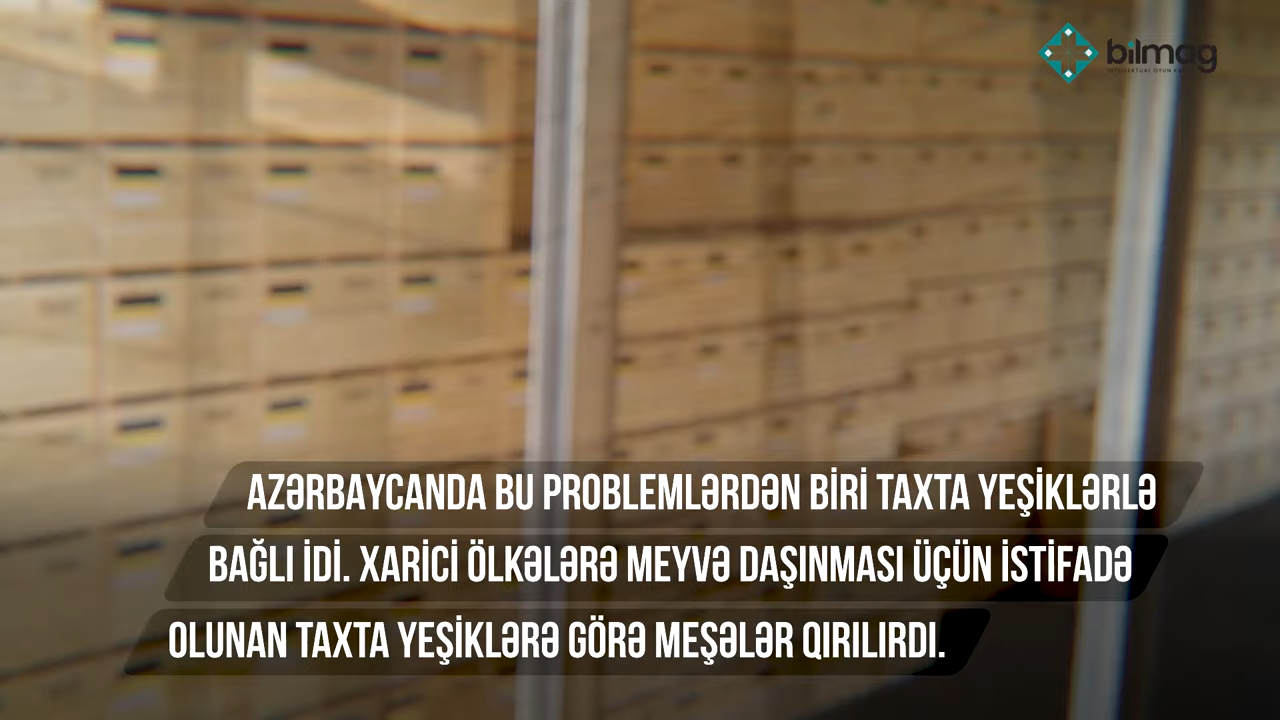 bilmag
AZƏRBAYCANDA BU PROBLEMLƏRDƏN BİRİ TAXTA YEŞİKLƏRLƏ
BAĞLI İDİ. XARİCİ ÖLKƏLƏRƏ MEYVƏ DAŞINMASI ÜÇÜN İSTİFADƏ
OLUNAN TAXTA YEŞİKLƏRƏ GÖRƏ MEŞƏLƏR QIRILIRDI.